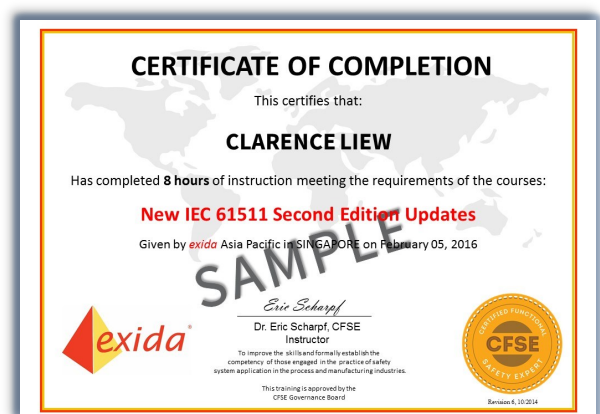 CERTIFICATE OF COMPLETION
This certifies that:
CLARENCE LIEW
Has completed 8 hours of instruction meeting the requirements of the courses:
New IEC 61511 Second Edition Updates
Given by exida Asia Pacific in SINGAPORE on February 05, 2016
SAMPLE
Eric Scharpf
Dr. Eric Scharpf, CFSE
Instructor
To improve the skills and formally establish the
competency of those engaged in the practice of safety
system application in the process and manufacturing industries.
This training is approved by the
CFSE Governance Board
exida®
CERTIFIED FUNCTIONAL
CFSE
SAFETY EXPERT
Revision 6, 10/2014